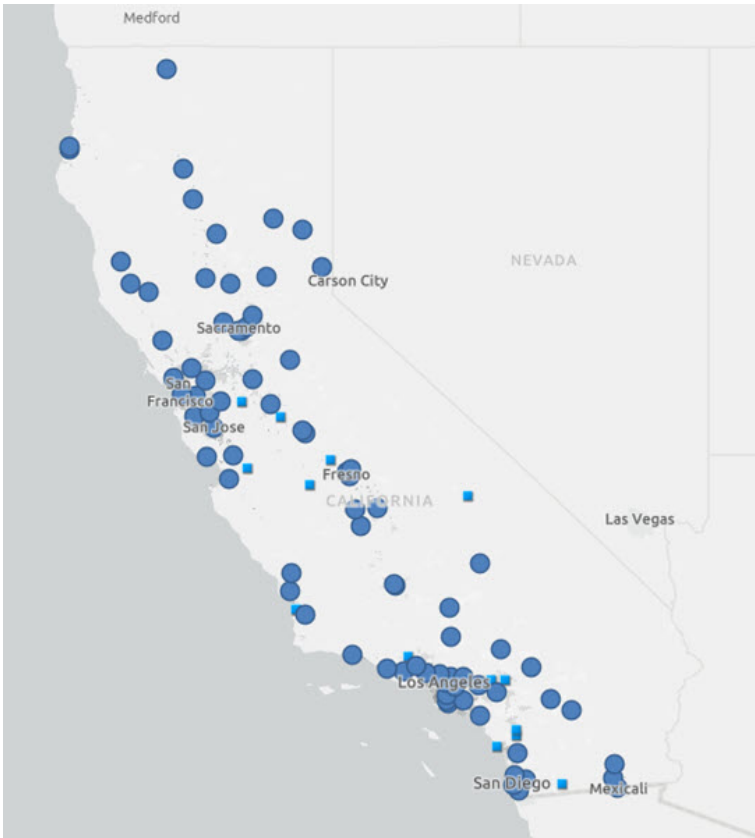 Medford
NEVADA
Carson City
Sacramento
San
Francisco
San Jose
Fresno
CALIFORNIA
Las Vegas
Los Angeles
San Diego
Mexicali